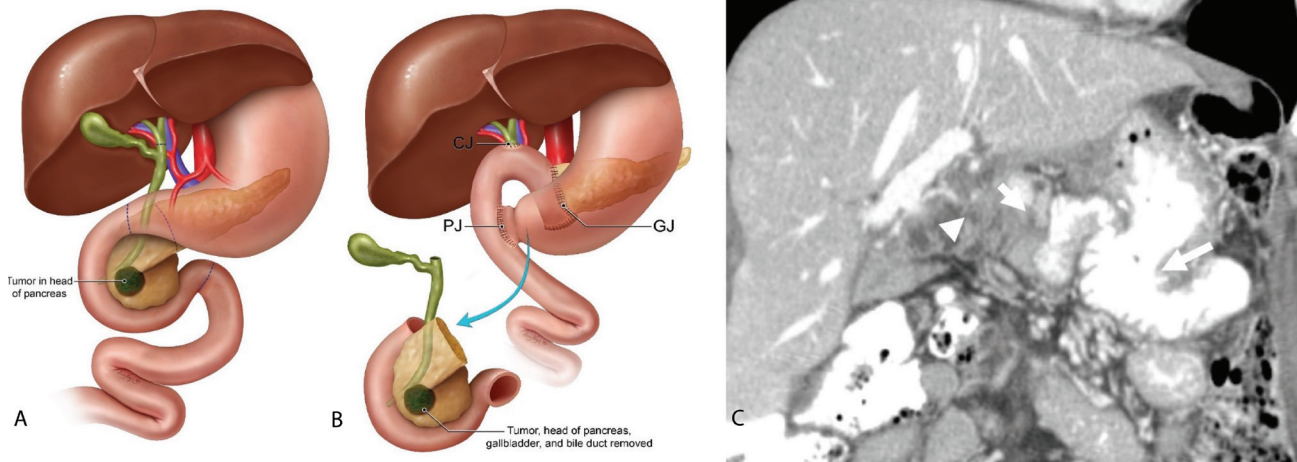 Tumor in head
of pancreas
A
CJ
PJ
GJ
Tumor, head of pancreas,
gallbladder, and bile duct removed
B
C